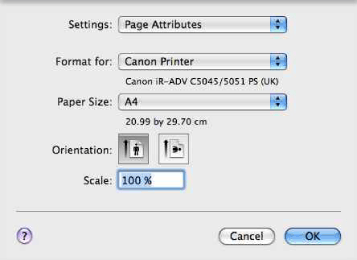 Settings: Page Attributes
Format for: Canon Printer
Canon iR-ADV C5045/5051 PS (UK)
Paper Size: A4
20.99 by 29.70 cm
Orientation:
Scale: 100 %
? Cancel OK